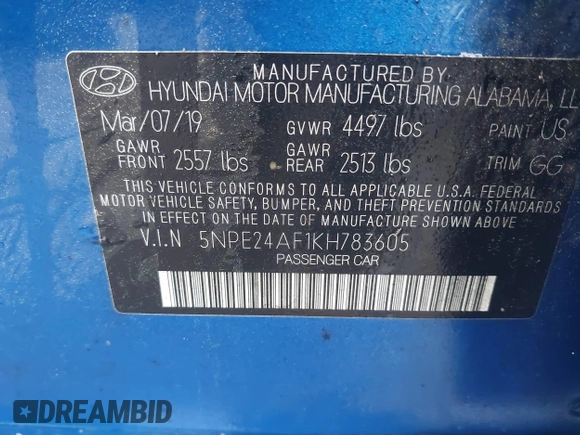 MANUFACTURED BY
HYUNDAI MOTOR MANUFACTURING ALABAMA, LL
Mar/07/19 GVWR 4497 lbs PAINT US
GAWR FRONT 2557 lbs GAWR REAR 2513 lbs TRIM GG
THIS VEHICLE CONFORMS TO ALL APPLICABLE U.S.A. FEDERAL
MOTOR VEHICLE SAFETY, BUMPER, AND THEFT PREVENTION STANDARDS
IN EFFECT ON THE DATE OF MANUFACTURE SHOWN ABOVE.
V.I.N 5NPE24AF1KH783605
PASSENGER CAR
DREAMBID